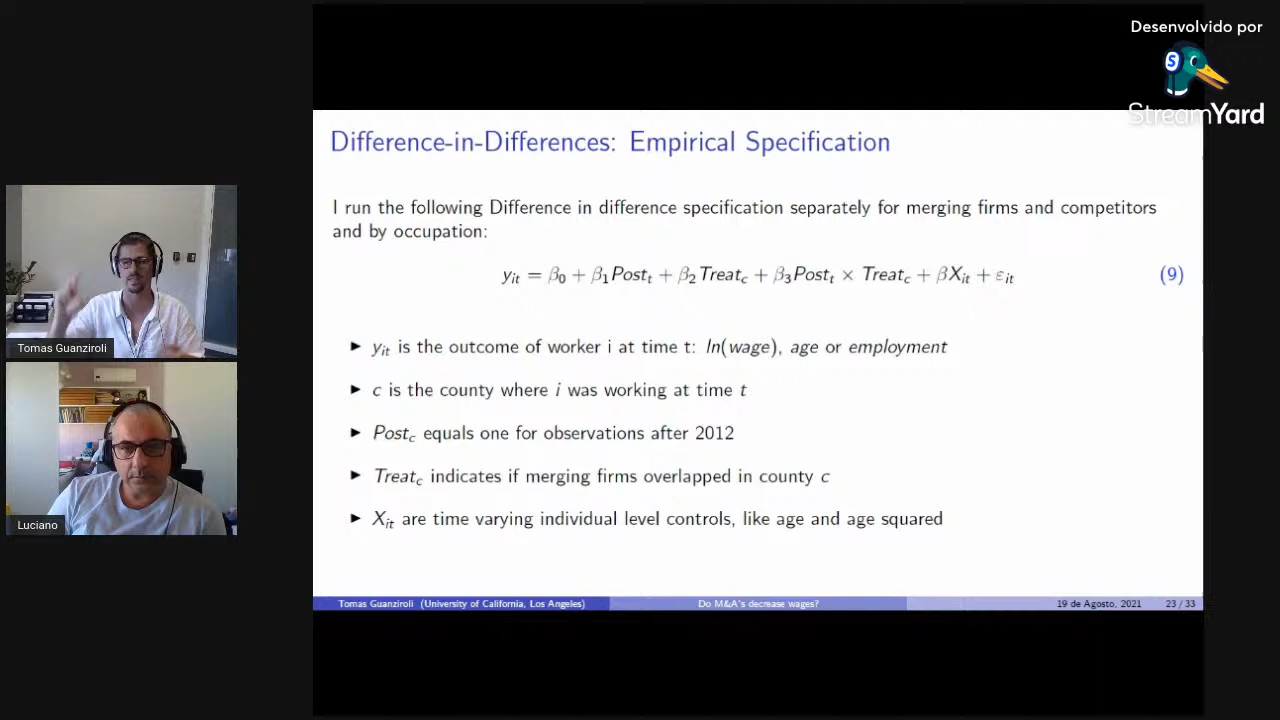 Desenvolvido por
StreamYard
Difference-in-Differences: Empirical Specification
I run the following Difference in difference specification separately for merging firms and competitors
and by occupation:
y_it = β_0 + β_1 Post_t + β_2 Treat_c + β_3 Post_t × Treat_c + βX_it + ε_it (9)
► y_it is the outcome of worker i at time t: ln(wage), age or employment
► c is the county where i was working at time t
► Post_c equals one for observations after 2012
► Treat_c indicates if merging firms overlapped in county c
► X_it are time varying individual level controls, like age and age squared
Tomas Guanziroli (University of California, Los Angeles) Do M&A's decrease wages? 19 de Agosto, 2021 23 / 33
Tomas Guanziroli
Luciano